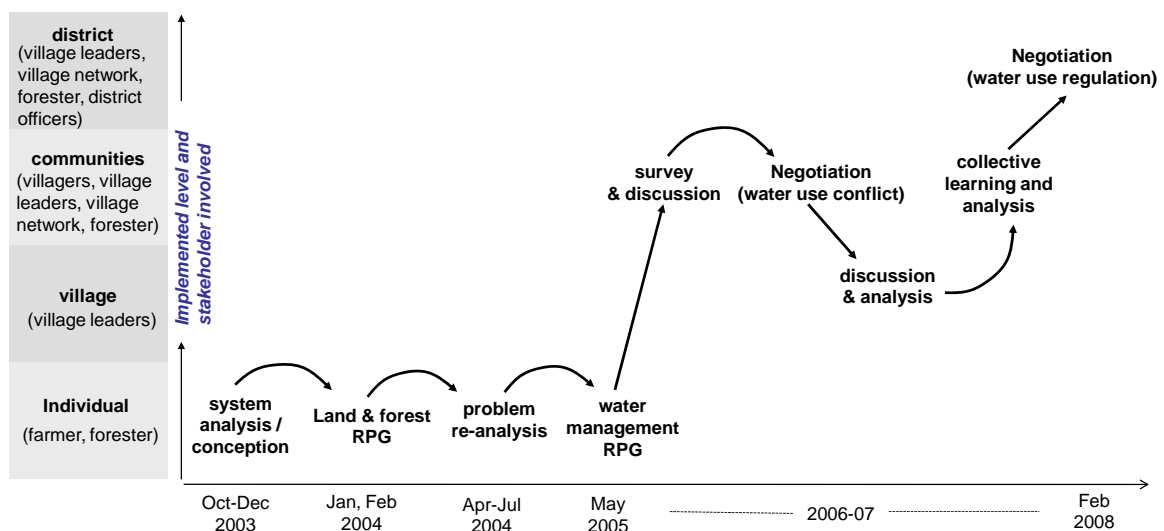 district
(village leaders,
village network,
forester, district
officers)
communities
(villagers, village
leaders, village
network, forester)
village
(village leaders)
Individual
(farmer, forester)
Implemented level and
stakeholder involved
system
analysis /
conception
Land & forest
RPG
problem
re-analysis
water
management
RPG
survey
& discussion
Negotiation
(water use conflict)
discussion
& analysis
collective
learning and
analysis
Negotiation
(water use regulation)
Oct-Dec
2003
Jan, Feb
2004
Apr-Jul
2004
May
2005
2006-07
Feb
2008